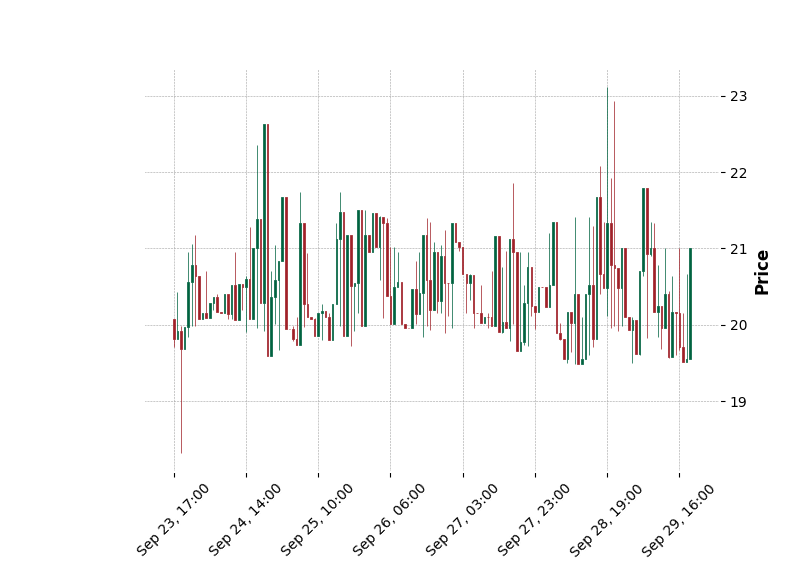 23
22
21
20
19
Price
Sep 23, 17:00
Sep 24, 14:00
Sep 25, 10:00
Sep 26, 06:00
Sep 27, 03:00
Sep 27, 23:00
Sep 28, 19:00
Sep 29, 16:00